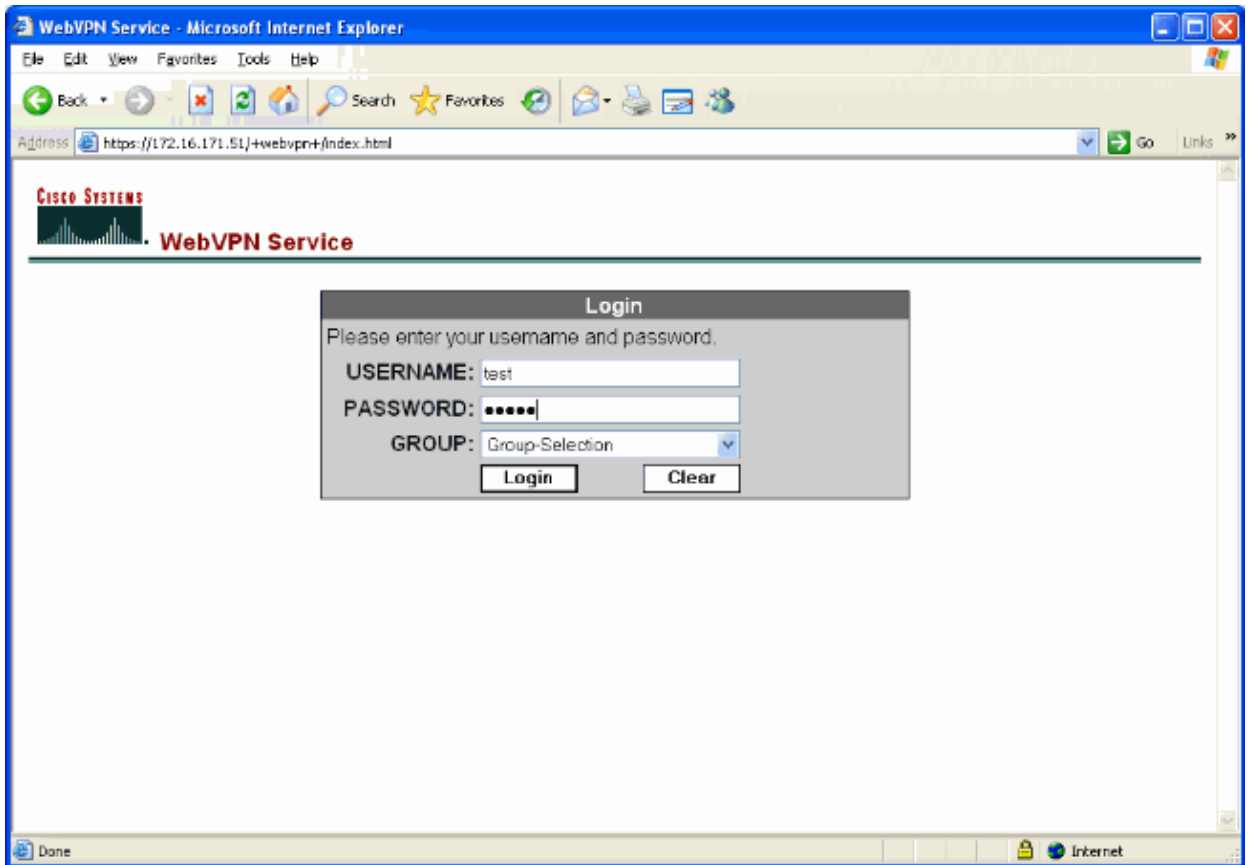 WebVPN Service - Microsoft Internet Explorer
File Edit View Favorites Tools Help
Back Search Favorites
Address https://172.16.171.51/+webvpn+/index.html Go Links »
CISCO SYSTEMS
WebVPN Service
Login
Please enter your username and password.
USERNAME: test
PASSWORD: •••••
GROUP: Group-Selection
Login Clear
Done Internet